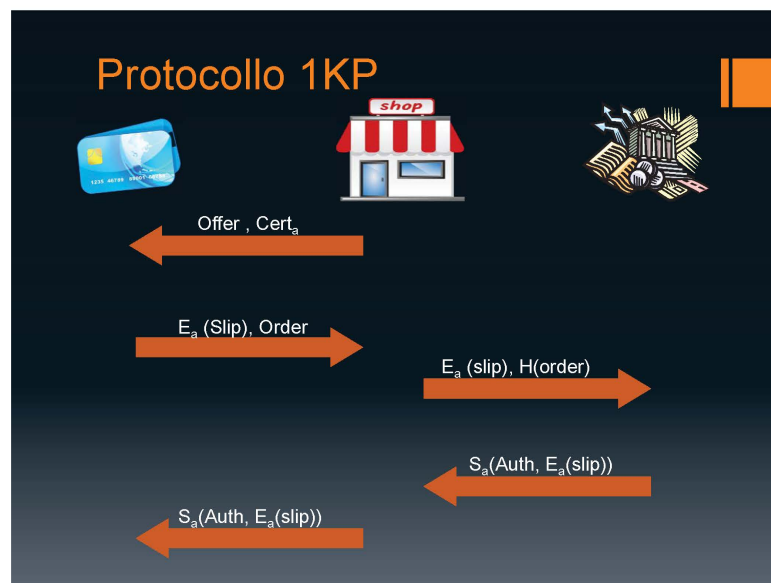 Protocollo 1KP
shop
Offer , Certₐ
Eₐ (Slip), Order
Eₐ (slip), H(order)
Sₐ(Auth, Eₐ(slip))
Sₐ(Auth, Eₐ(slip))